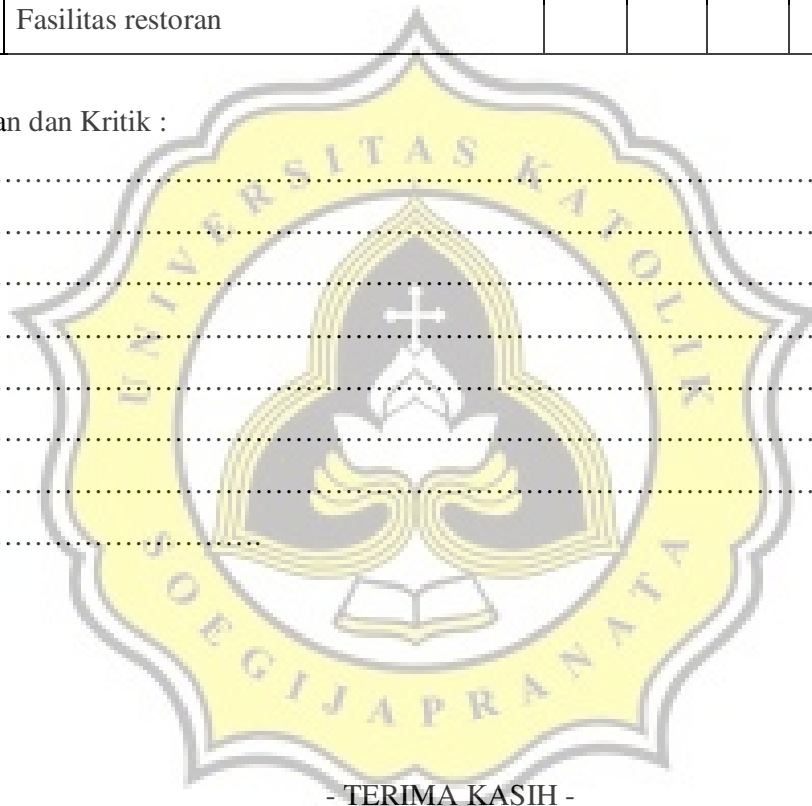 Fasilitas restoran
an dan Kritik :
....................................................................................................
....................................................................................................
....................................................................................................
....................................................................................................
....................................................................................................
....................................................................................................
....................................................................................................
................................
UNIVERSITAS KATOLIK
SOEGIJAPRANATA
- TERIMA KASIH -